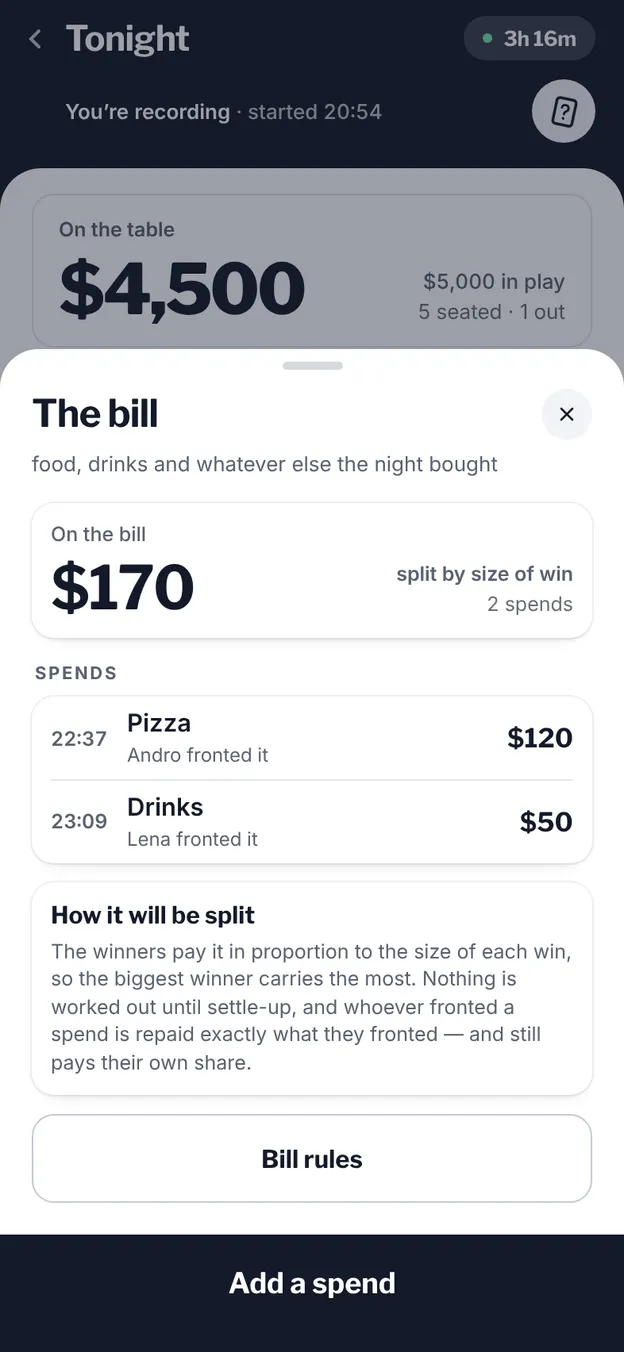 Tonight
3h 16m
You’re recording · started 20:54
?
On the table
$4,500
$5,000 in play
5 seated · 1 out
The bill
food, drinks and whatever else the night bought
On the bill
$170
split by size of win
2 spends
SPENDS
22:37
Pizza
Andro fronted it
$120
23:09
Drinks
Lena fronted it
$50
How it will be split
The winners pay it in proportion to the size of each win,
so the biggest winner carries the most. Nothing is
worked out until settle-up, and whoever fronted a
spend is repaid exactly what they fronted — and still
pays their own share.
Bill rules
Add a spend